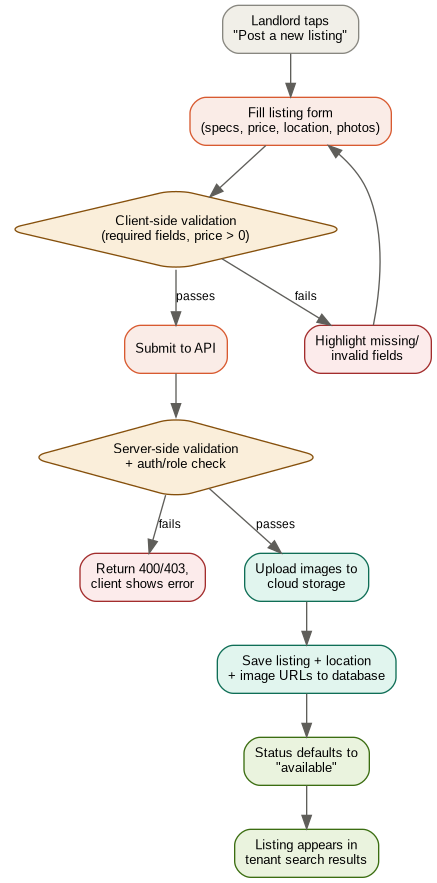 Landlord taps
"Post a new listing"
Fill listing form
(specs, price, location, photos)
Client-side validation
(required fields, price > 0)
passes
fails
Submit to API
Highlight missing/
invalid fields
Server-side validation
+ auth/role check
fails
passes
Return 400/403,
client shows error
Upload images to
cloud storage
Save listing + location
+ image URLs to database
Status defaults to
"available"
Listing appears in
tenant search results